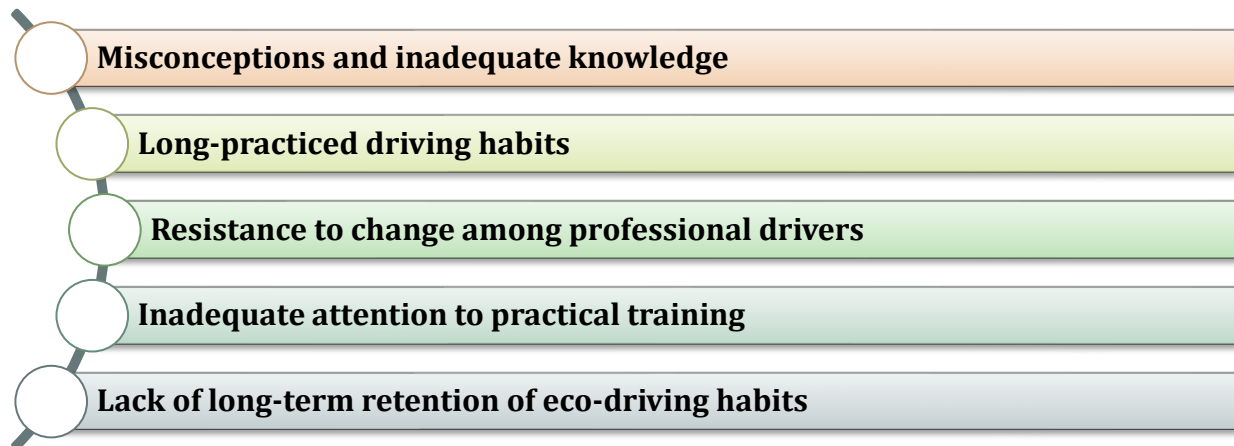 Misconceptions and inadequate knowledge
Long-practiced driving habits
Resistance to change among professional drivers
Inadequate attention to practical training
Lack of long-term retention of eco-driving habits